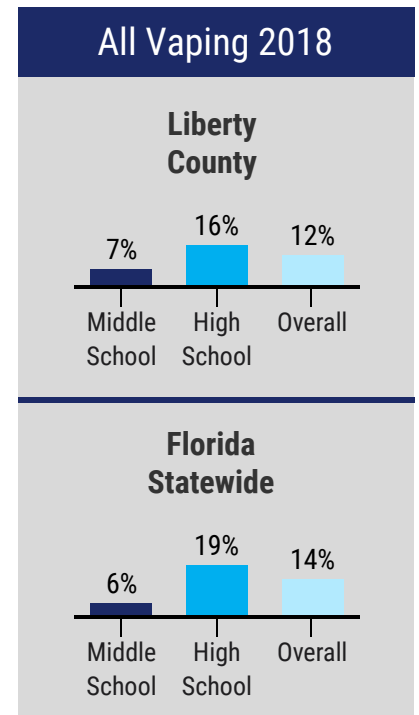 All Vaping 2018
Liberty
County
7%
16%
12%
Middle
School
High
School
Overall
Florida
Statewide
6%
19%
14%
Middle
School
High
School
Overall